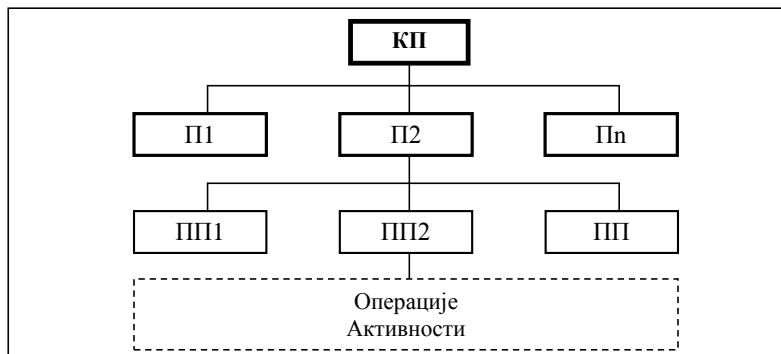 КП
П1 П2 Пn
ПП1 ПП2 ПП
Операције
Активности